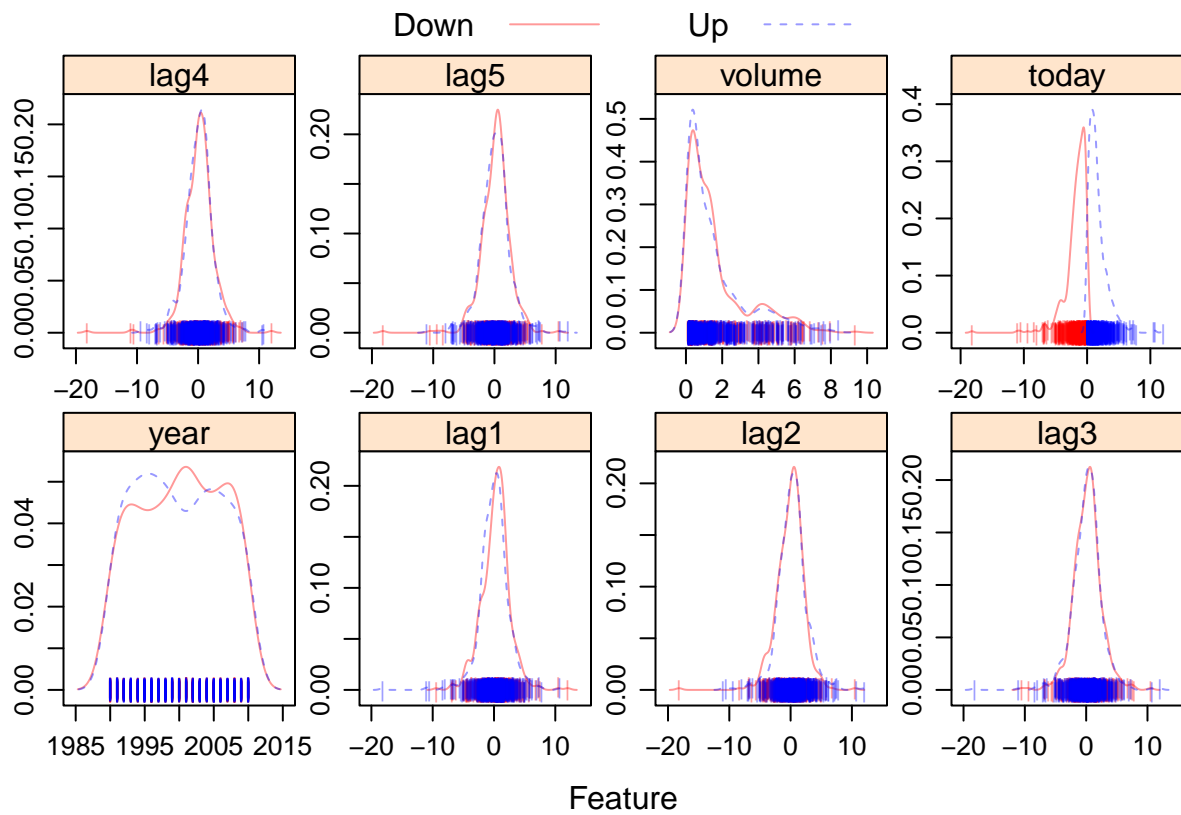 Down Up
lag4
0.00 0.05 0.10 0.15 0.20
−20 −10 0 10
lag5
0.00 0.10 0.20
−20 −10 0 10
volume
0.0 0.1 0.2 0.3 0.4 0.5
0 2 4 6 8 10
today
0.0 0.1 0.2 0.3 0.4
−20 −10 0 10
year
0.00 0.02 0.04
1985 1995 2005 2015
lag1
0.00 0.10 0.20
−20 −10 0 10
lag2
0.00 0.10 0.20
−20 −10 0 10
lag3
0.00 0.05 0.10 0.15 0.20
−20 −10 0 10
Feature